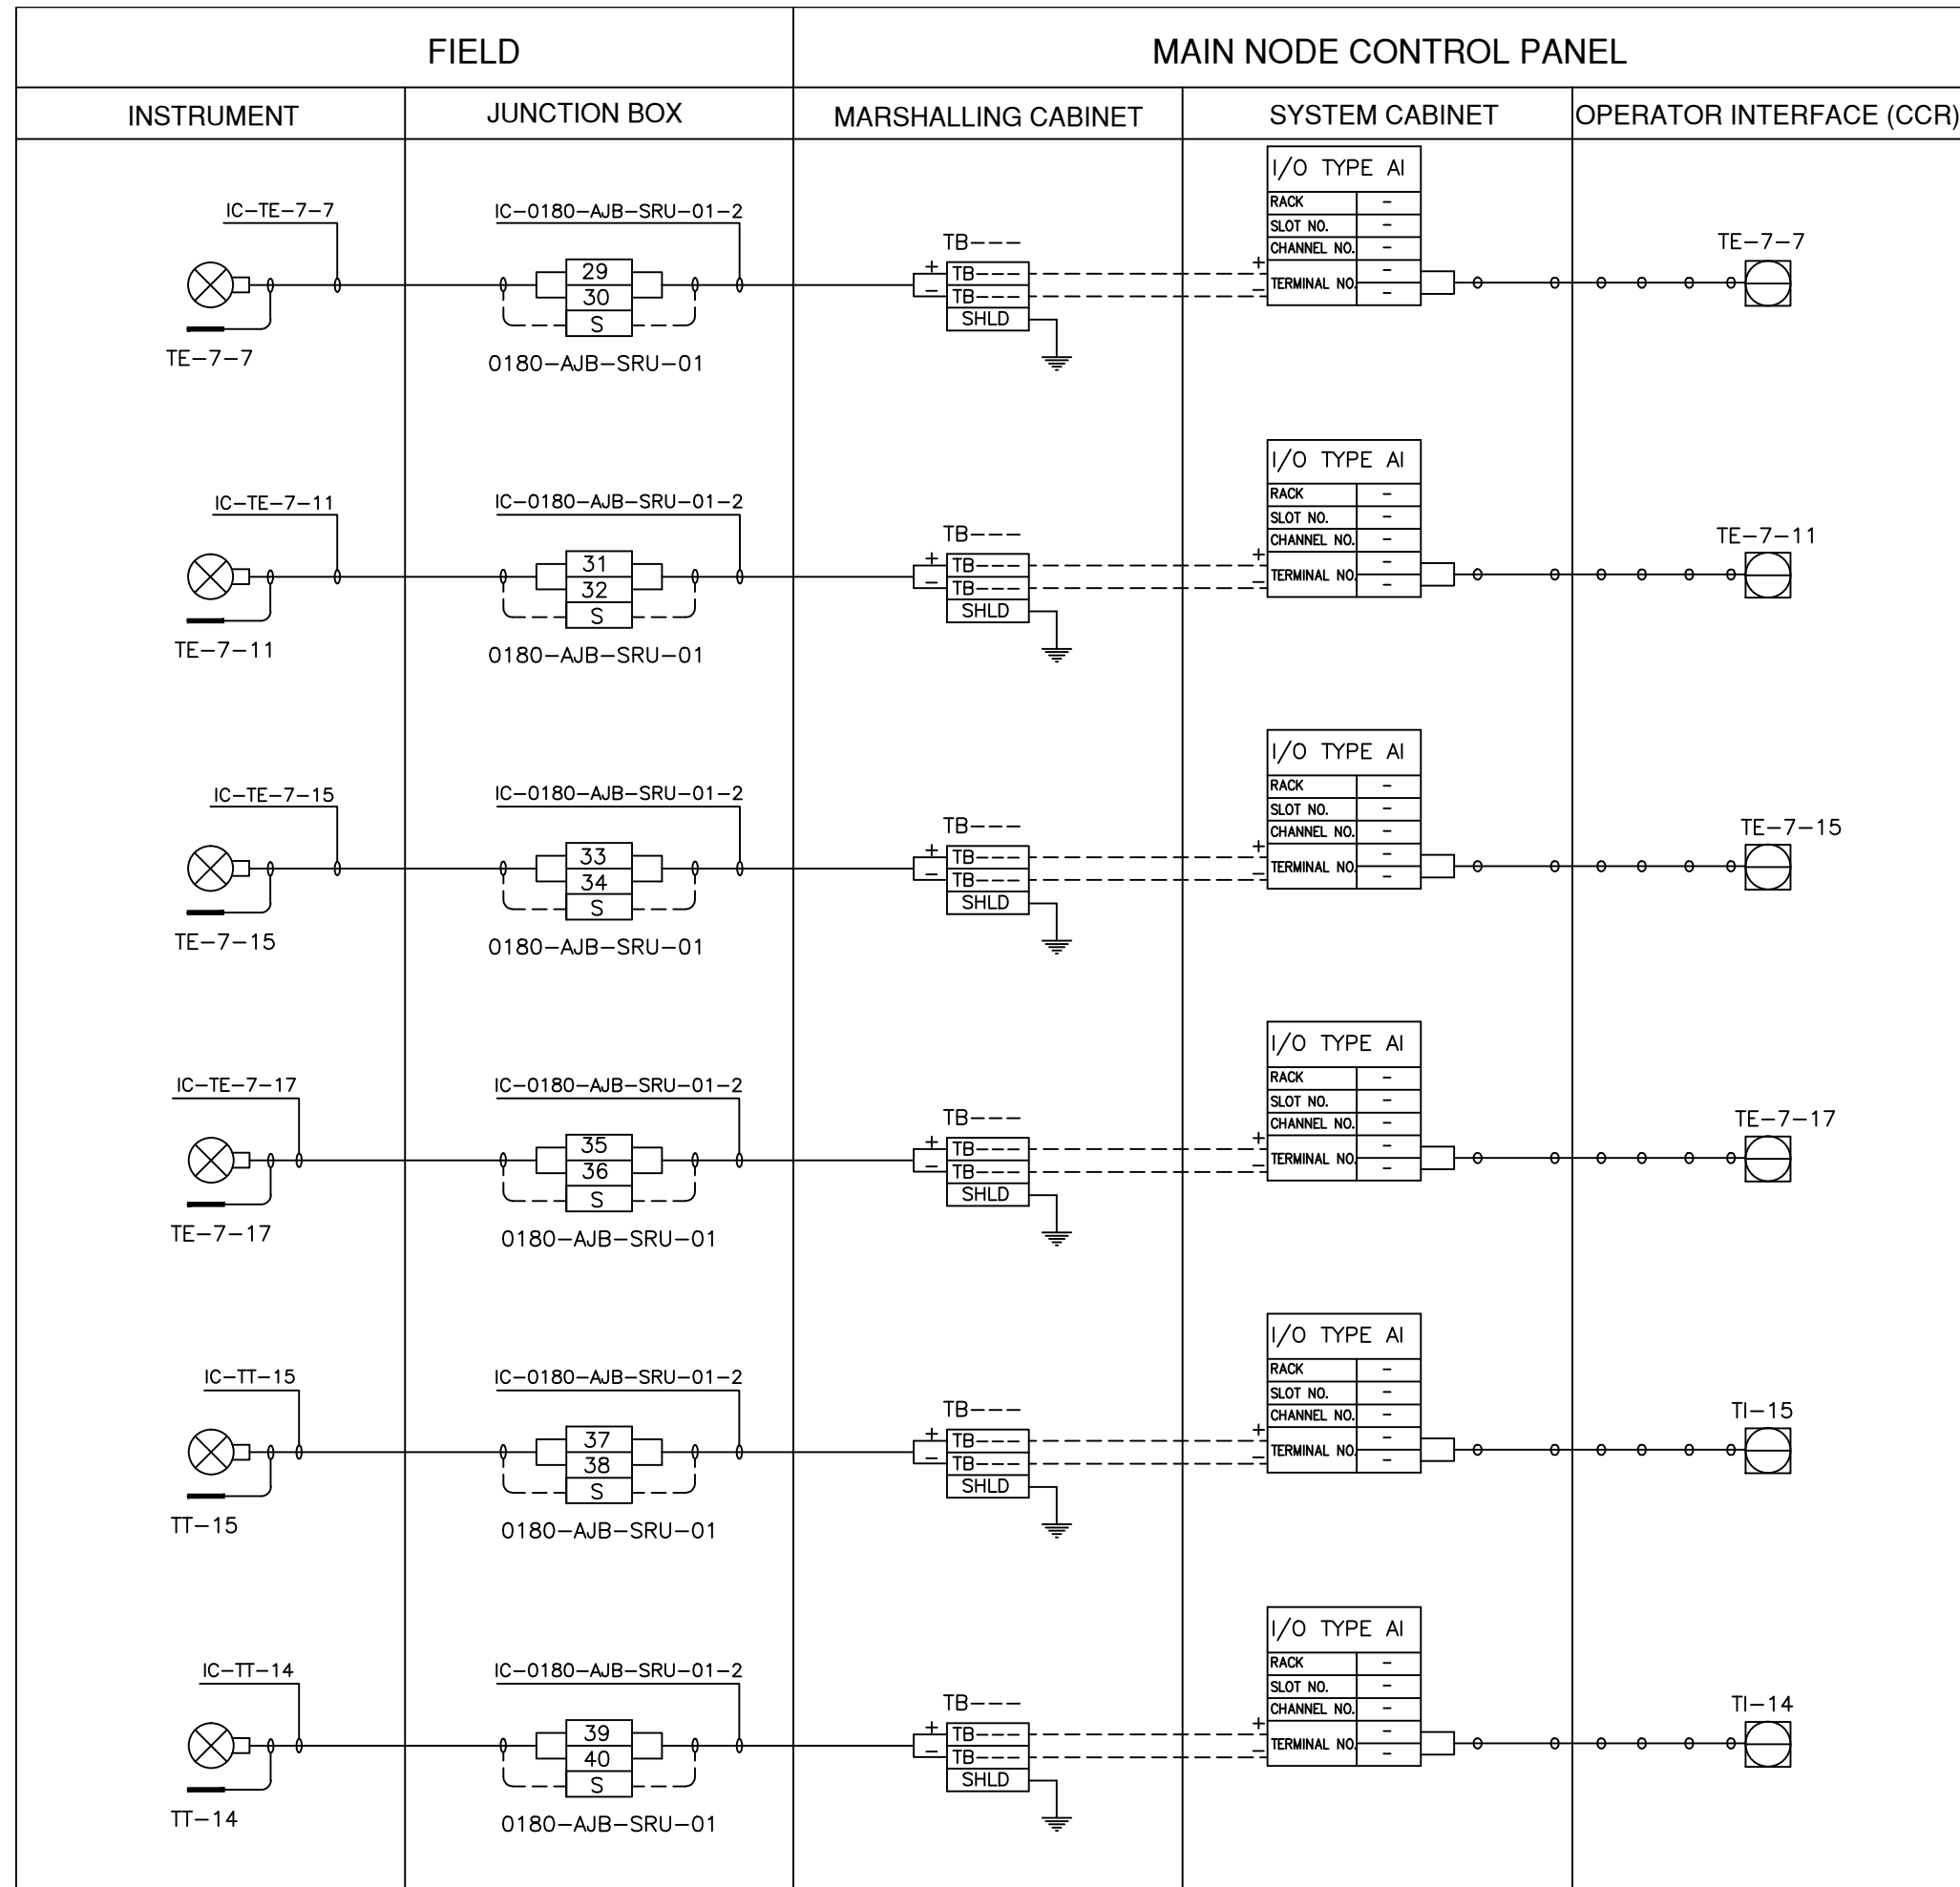 FIELD
MAIN NODE CONTROL PANEL
INSTRUMENT
JUNCTION BOX
MARSHALLING CABINET
SYSTEM CABINET
OPERATOR INTERFACE (CCR)
IC-TE-7-7
TE-7-7
IC-0180-AJB-SRU-01-2
29
30
S
0180-AJB-SRU-01
TB---
+ TB----
- TB----
SHLD
I/O TYPE AI
RACK -
SLOT NO. -
CHANNEL NO. -
+ -
TERMINAL NO.
- -
TE-7-7
IC-TE-7-11
TE-7-11
IC-0180-AJB-SRU-01-2
31
32
S
0180-AJB-SRU-01
TB---
+ TB----
- TB----
SHLD
I/O TYPE AI
RACK -
SLOT NO. -
CHANNEL NO. -
+ -
TERMINAL NO.
- -
TE-7-11
IC-TE-7-15
TE-7-15
IC-0180-AJB-SRU-01-2
33
34
S
0180-AJB-SRU-01
TB---
+ TB----
- TB----
SHLD
I/O TYPE AI
RACK -
SLOT NO. -
CHANNEL NO. -
+ -
TERMINAL NO.
- -
TE-7-15
IC-TE-7-17
TE-7-17
IC-0180-AJB-SRU-01-2
35
36
S
0180-AJB-SRU-01
TB---
+ TB----
- TB----
SHLD
I/O TYPE AI
RACK -
SLOT NO. -
CHANNEL NO. -
+ -
TERMINAL NO.
- -
TE-7-17
IC-TT-15
TT-15
IC-0180-AJB-SRU-01-2
37
38
S
0180-AJB-SRU-01
TB---
+ TB----
- TB----
SHLD
I/O TYPE AI
RACK -
SLOT NO. -
CHANNEL NO. -
+ -
TERMINAL NO.
- -
TI-15
IC-TT-14
TT-14
IC-0180-AJB-SRU-01-2
39
40
S
0180-AJB-SRU-01
TB---
+ TB----
- TB----
SHLD
I/O TYPE AI
RACK -
SLOT NO. -
CHANNEL NO. -
+ -
TERMINAL NO.
- -
TI-14